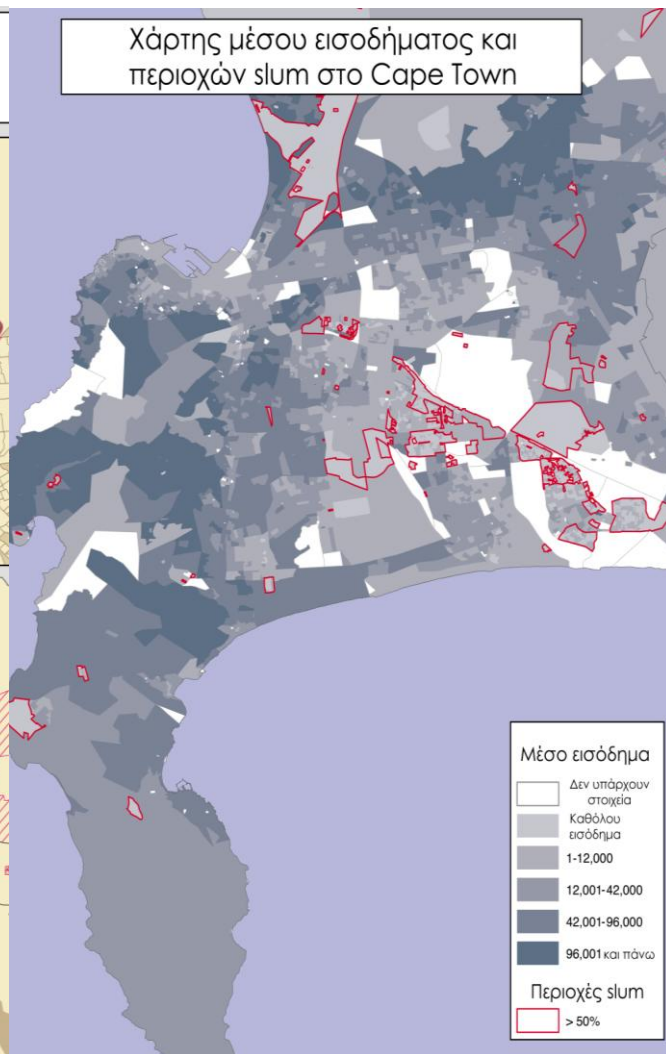 Χάρτης μέσου εισοδήματος και
περιοχών slum στο Cape Town
Μέσο εισόδημα
Δεν υπάρχουν
στοιχεία
Καθόλου
εισόδημα
1-12,000
12,001-42,000
42,001-96,000
96,001 και πάνω
Περιοχές slum
> 50%